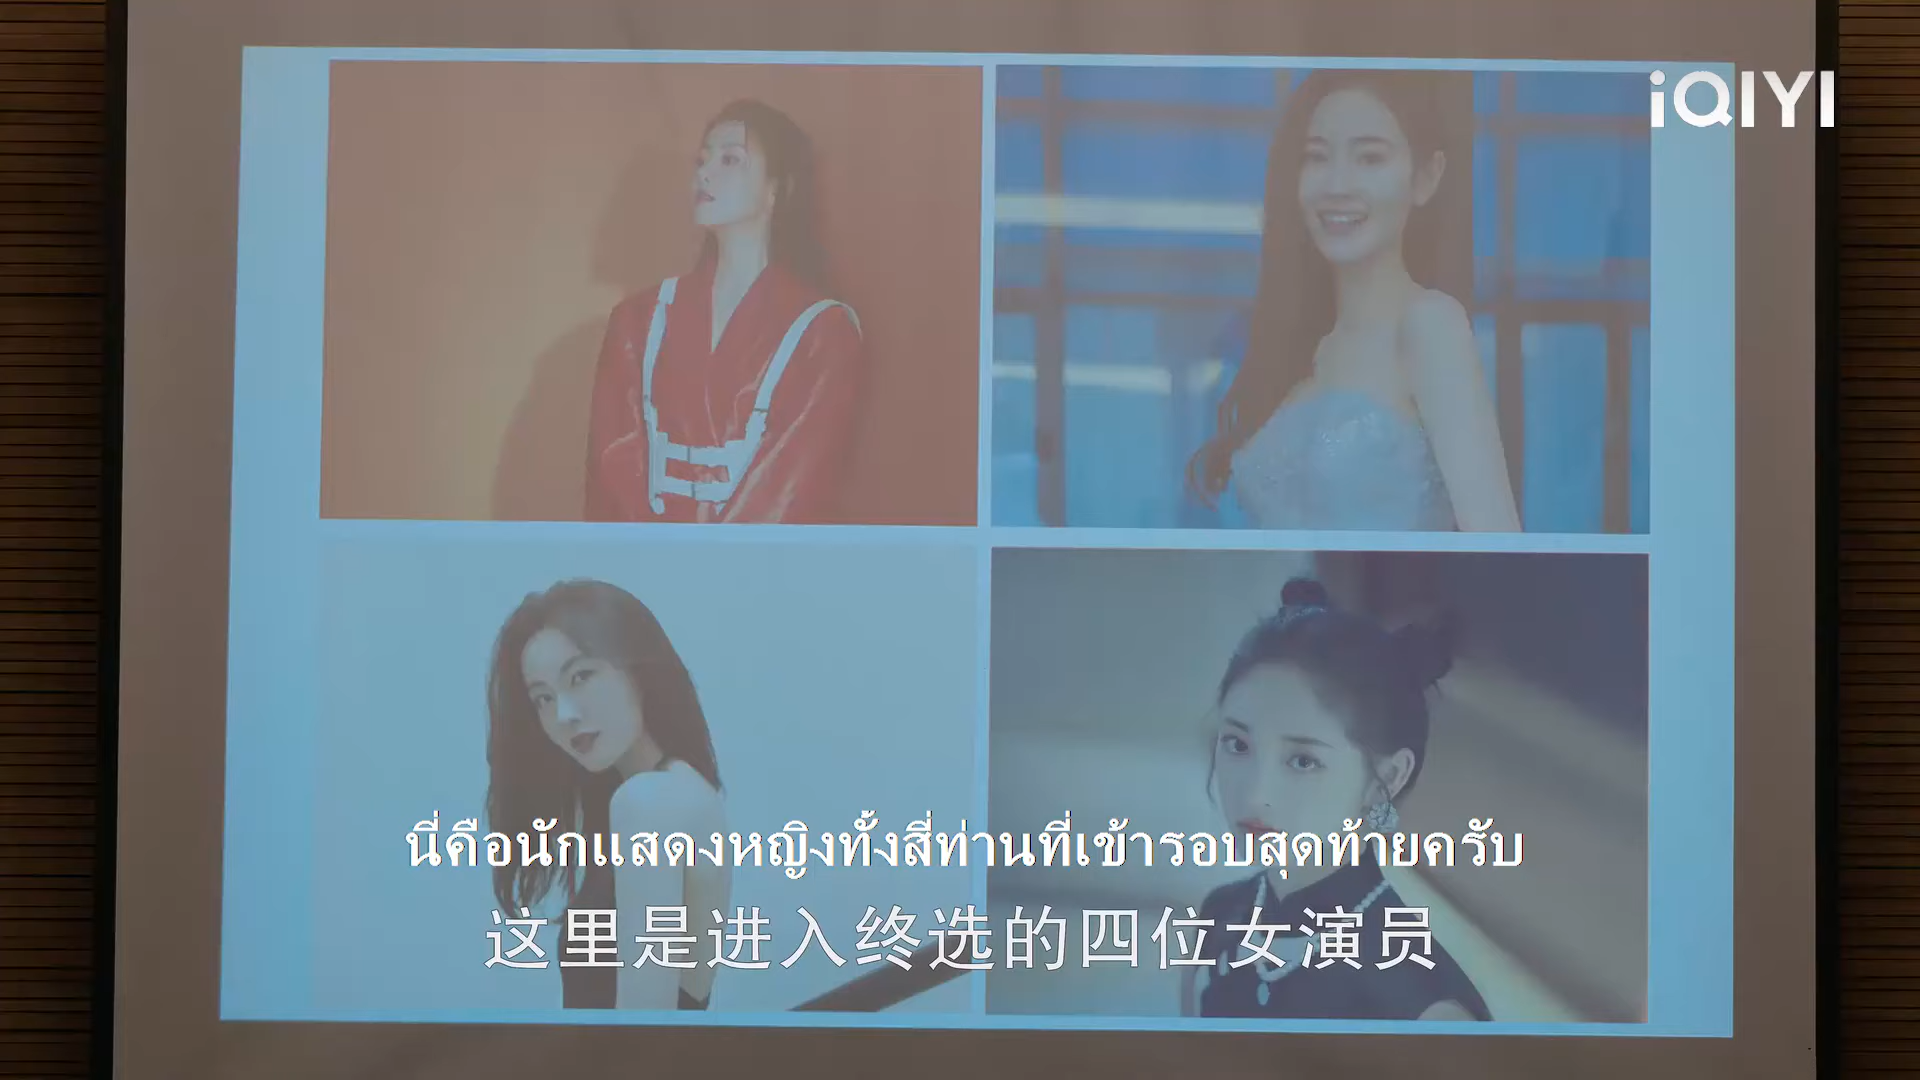 iQIYI
นี่คือนักแสดงหญิงทั้งสี่ท่านที่เข้ารอบสุดท้ายครับ
这里是进入终选的四位女演员